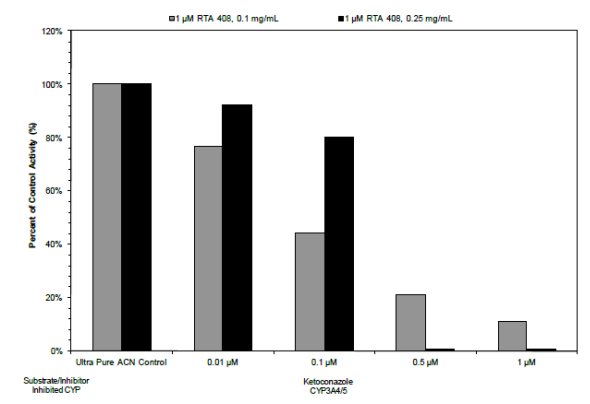 1 µM RTA 408, 0.1 mg/mL 1 µM RTA 408, 0.25 mg/mL
120%
100%
80%
60%
40%
20%
0%
Percent of Control Activity (%)
Ultra Pure ACN Control 0.01 µM 0.1 µM 0.5 µM 1 µM
Substrate/Inhibitor Ketoconazole
Inhibited CYP CYP3A4/5